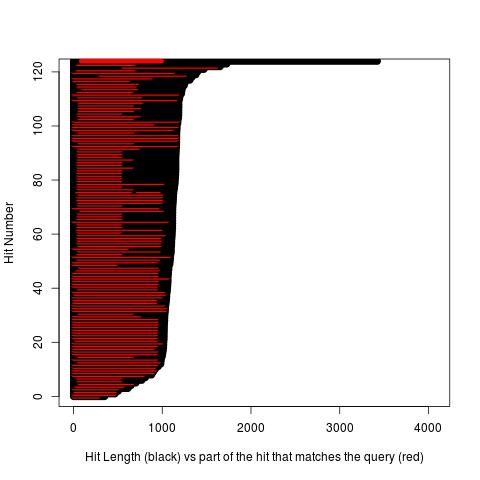 120
100
80
60
40
20
0
Hit Number
0 1000 2000 3000 4000
Hit Length (black) vs part of the hit that matches the query (red)